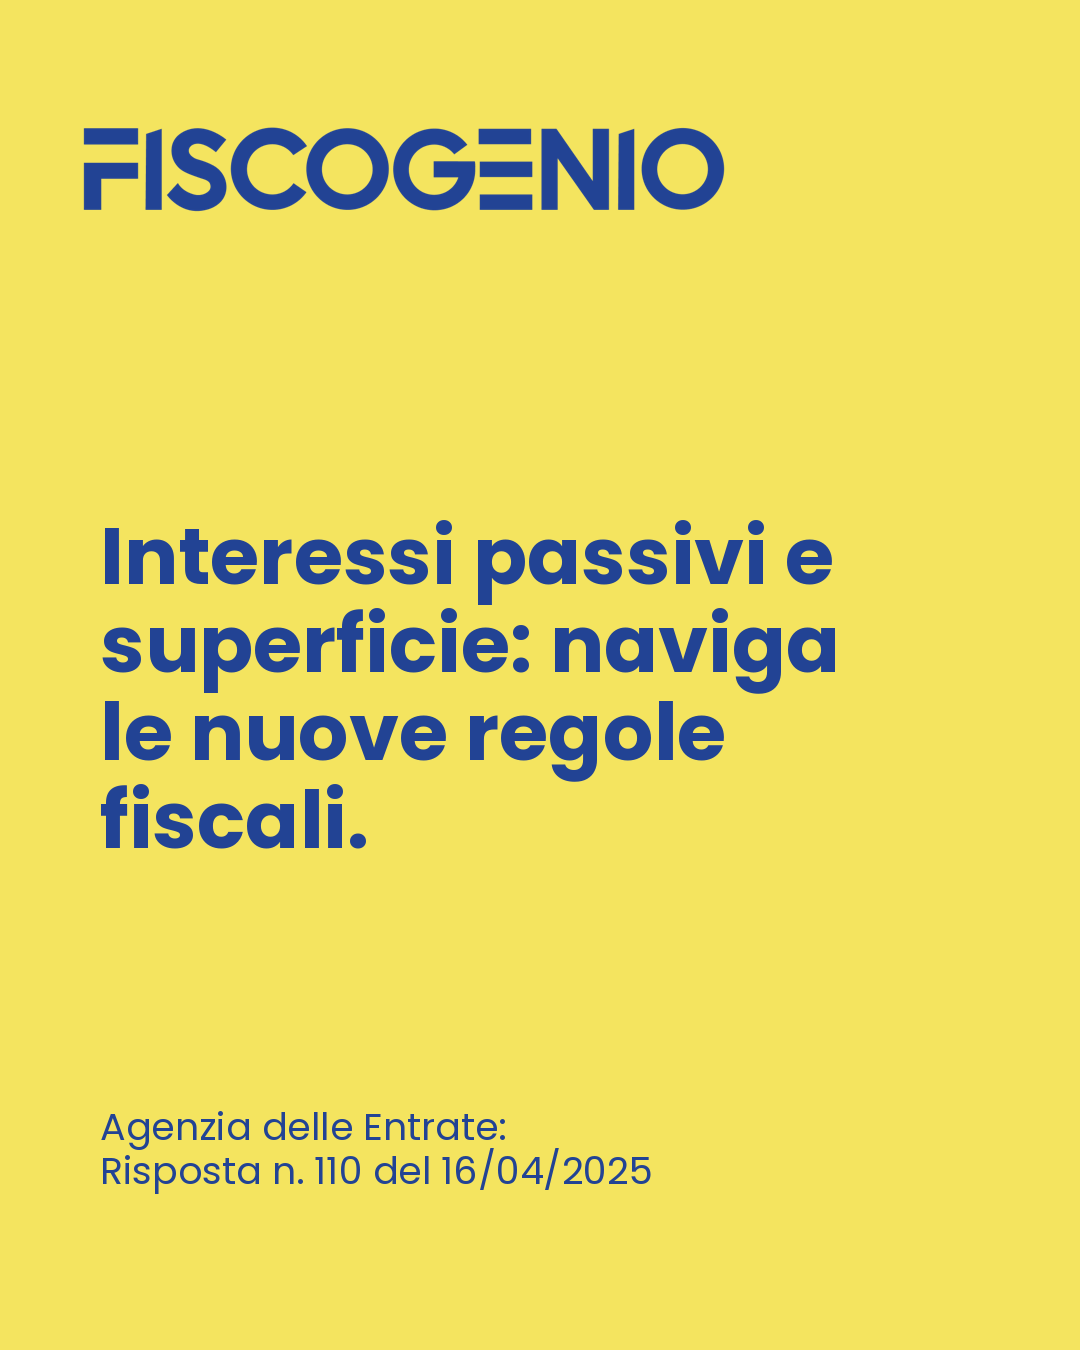 FISCOGENIO
Interessi passivi e
superficie: naviga
le nuove regole
fiscali.
Agenzia delle Entrate:
Risposta n. 110 del 16/04/2025